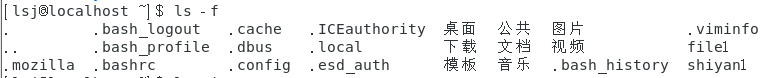 [lsj@localhost ~]$ ls -f
. .bash_logout .cache .ICEauthority 桌面 公共 图片 .viminfo
.. .bash_profile .dbus .local 下载 文档 视频 file1
.mozilla .bashrc .config .esd_auth 模板 音乐 .bash_history shiyan1